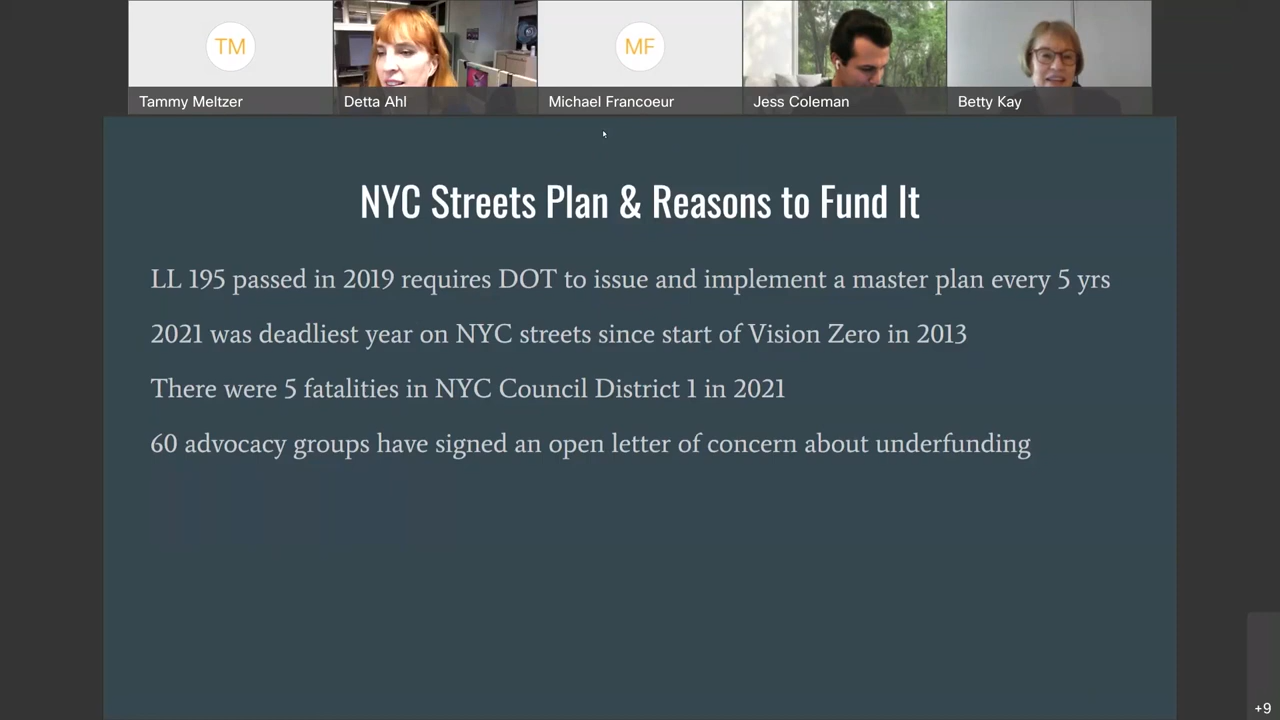 TM
MF
Tammy Meltzer
Detta Ahl
Michael Francoeur
Jess Coleman
Betty Kay
NYC Streets Plan & Reasons to Fund It
LL 195 passed in 2019 requires DOT to issue and implement a master plan every 5 yrs
2021 was deadliest year on NYC streets since start of Vision Zero in 2013
There were 5 fatalities in NYC Council District 1 in 2021
60 advocacy groups have signed an open letter of concern about underfunding
+9